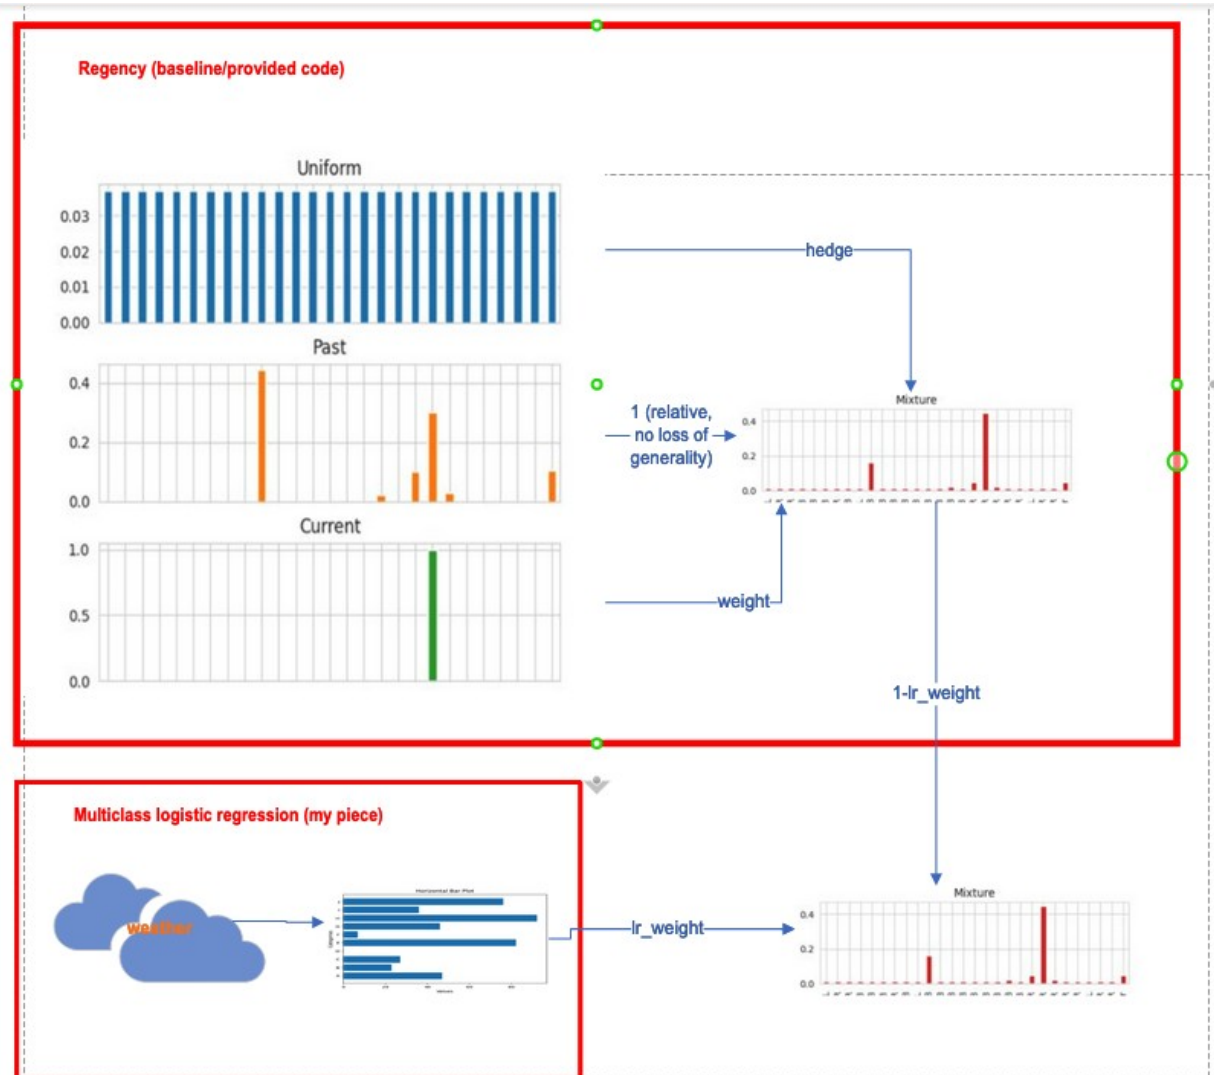 Regency (baseline/provided code)
Uniform
0.03
0.02
0.01
0.00
hedge
Past
0.4
0.2
0.0
1 (relative,
no loss of
generality)
Mixture
0.4
0.2
0.0
Current
1.0
0.5
0.0
weight
1-lr_weight
Multiclass logistic regression (my piece)
weather
Horizontal Bar Plot
lr_weight
Mixture
0.4
0.2
0.0